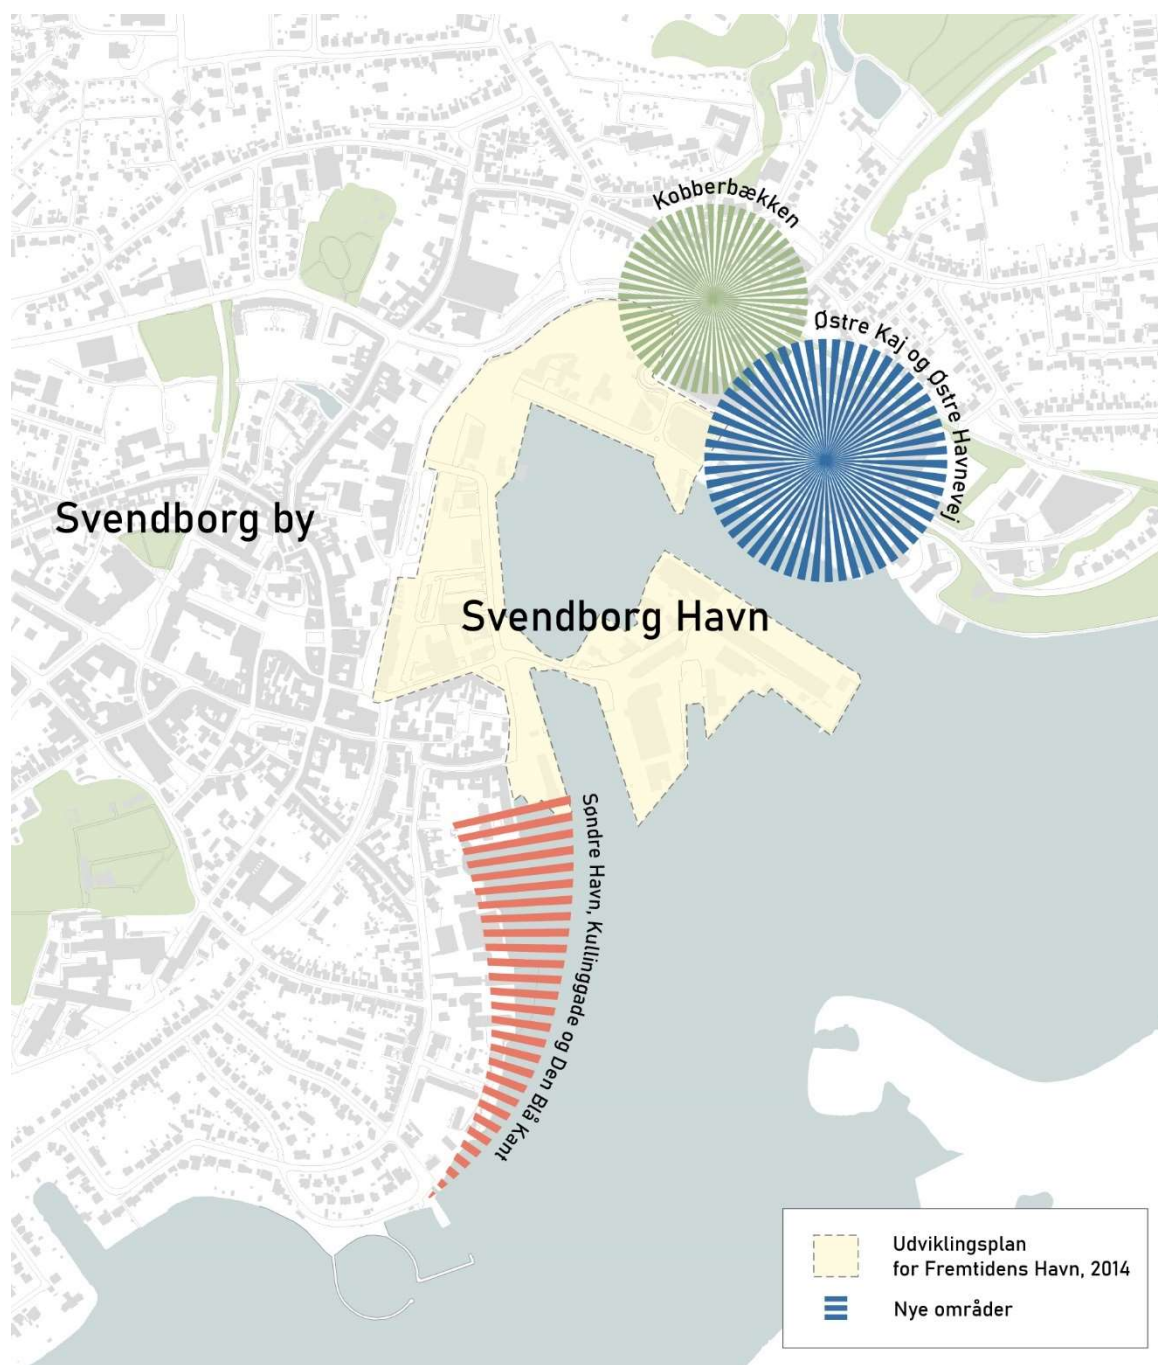 Kobberbækken
Østre Kaj og Østre Havnevej
Svendborg by
Svendborg Havn
Søndre Havn, Kullinggade og Den Blå Kant
Udviklingsplan
for Fremtidens Havn, 2014
Nye områder